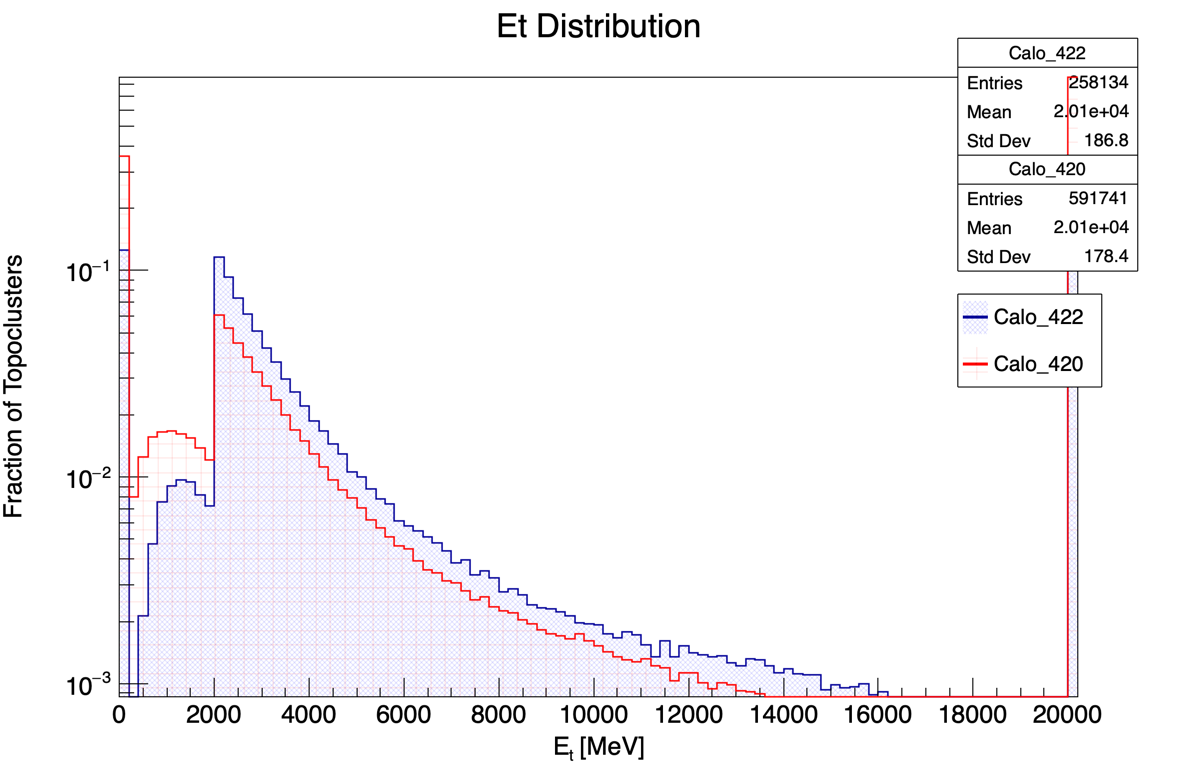 Et Distribution
Calo_422
Entries 258134
Mean 2.01e+04
Std Dev 186.8
Calo_420
Entries 591741
Mean 2.01e+04
Std Dev 178.4
Calo_422
Calo_420
Fraction of Topoclusters
10−1
10−2
10−3
0 2000 4000 6000 8000 10000 12000 14000 16000 18000 20000
Et [MeV]